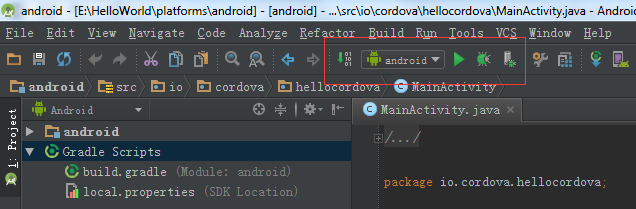 android - [E:\HelloWorld\platforms\android] - [android] - ...\src\io\cordova\hellocordova\MainActivity.java - Andro
File Edit View Navigate Code Analyze Refactor Build Run Tools VCS Window Help
android
android src io cordova hellocordova MainActivity
1: Project
Android
MainActivity.java
android
/.../
Gradle Scripts
build.gradle (Module: android)
package io.cordova.hellocordova;
local.properties (SDK Location)